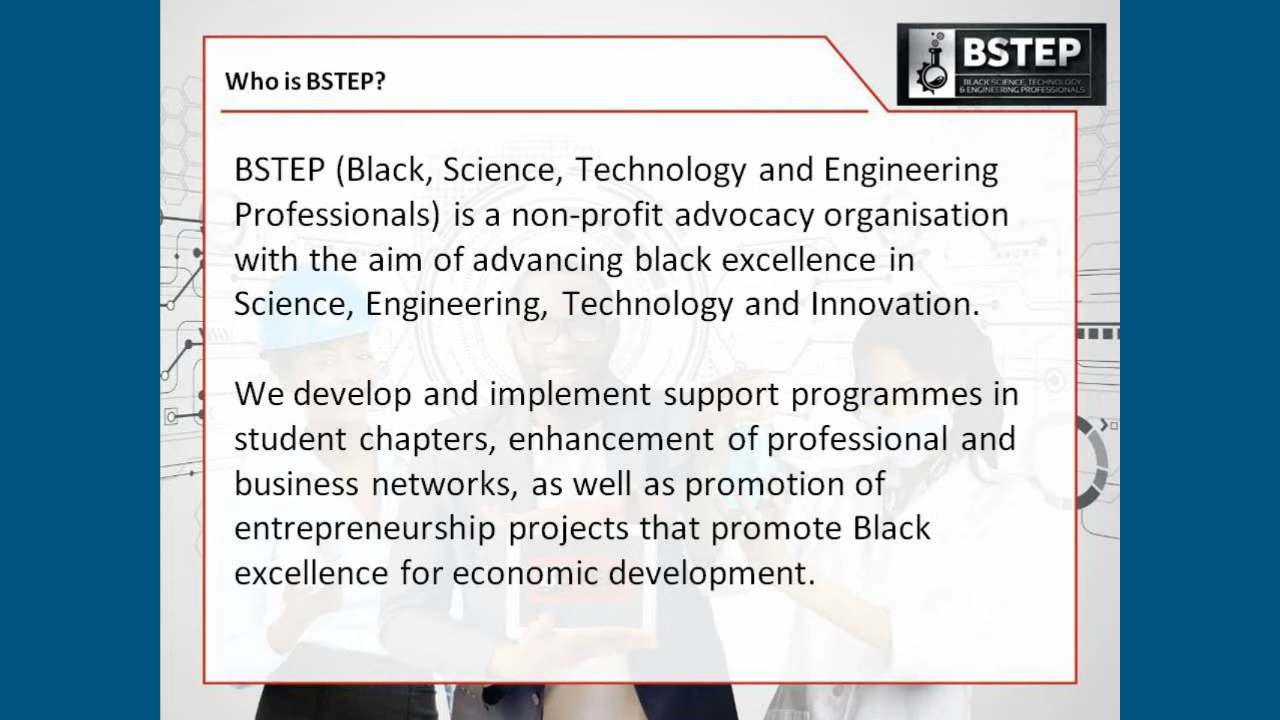 Who is BSTEP?
BSTEP
BLACK SCIENCE, TECHNOLOGY
& ENGINEERING PROFESSIONALS
BSTEP (Black, Science, Technology and Engineering
Professionals) is a non-profit advocacy organisation
with the aim of advancing black excellence in
Science, Engineering, Technology and Innovation.
We develop and implement support programmes in
student chapters, enhancement of professional and
business networks, as well as promotion of
entrepreneurship projects that promote Black
excellence for economic development.